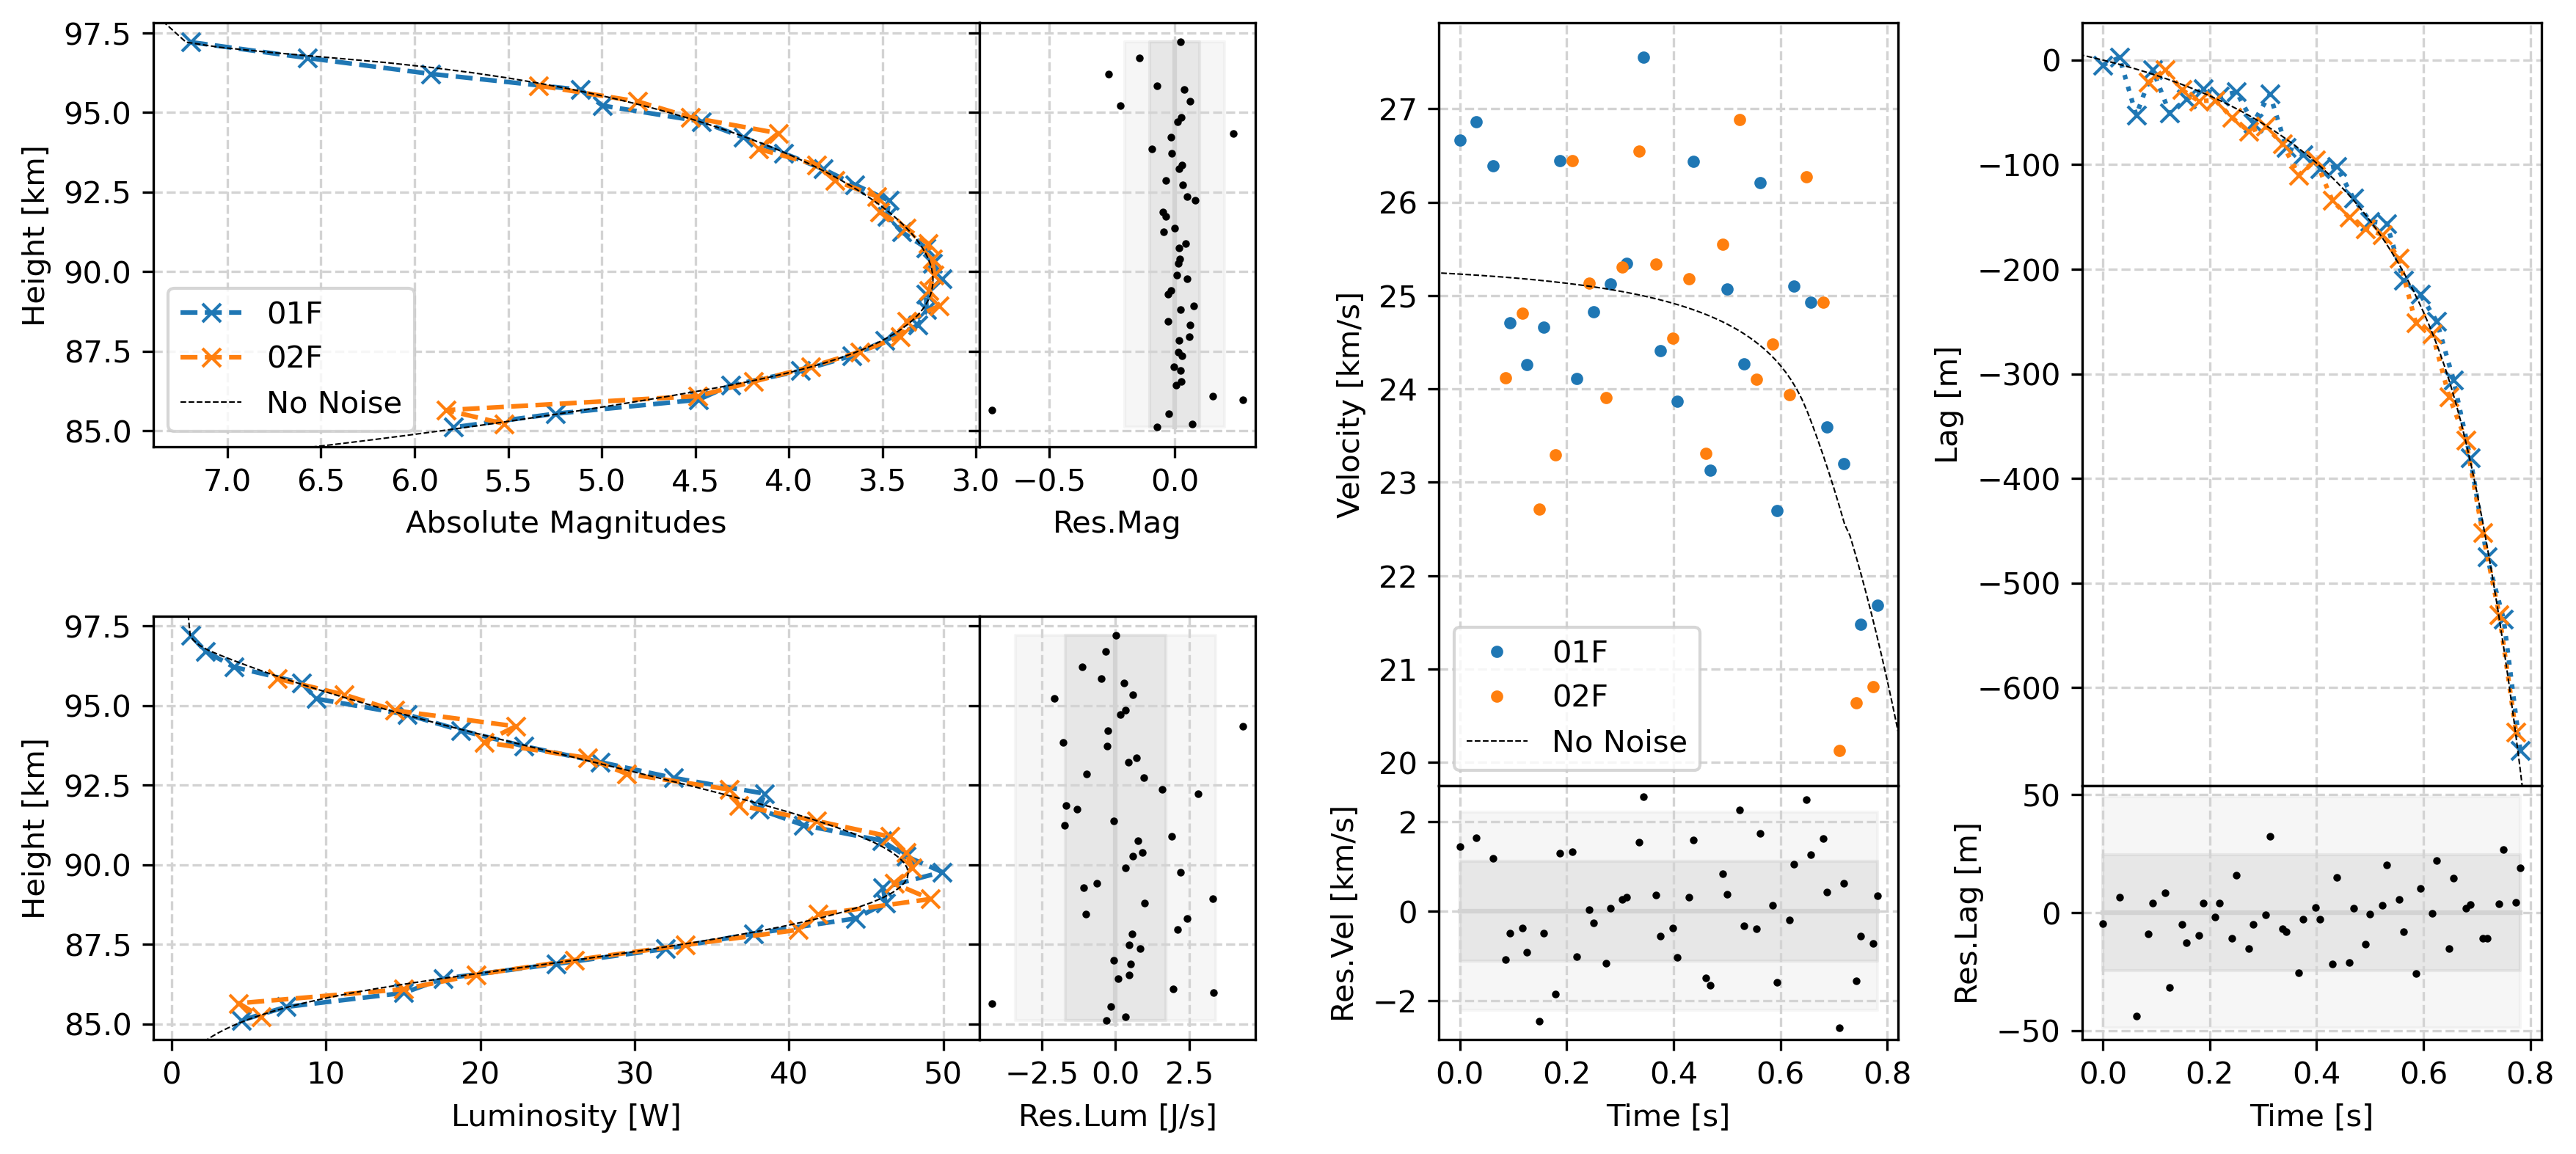 97.5
95.0
92.5
90.0
87.5
85.0
Height [km]
01F
02F
No Noise
7.0 6.5 6.0 5.5 5.0 4.5 4.0 3.5 3.0
Absolute Magnitudes
−0.5 0.0
Res.Mag
97.5
95.0
92.5
90.0
87.5
85.0
Height [km]
0 10 20 30 40 50
Luminosity [W]
−2.5 0.0 2.5
Res.Lum [J/s]
27
26
25
24
23
22
21
20
Velocity [km/s]
01F
02F
No Noise
2
0
−2
Res.Vel [km/s]
0.0 0.2 0.4 0.6 0.8
Time [s]
0
−100
−200
−300
−400
−500
−600
Lag [m]
50
0
−50
Res.Lag [m]
0.0 0.2 0.4 0.6 0.8
Time [s]